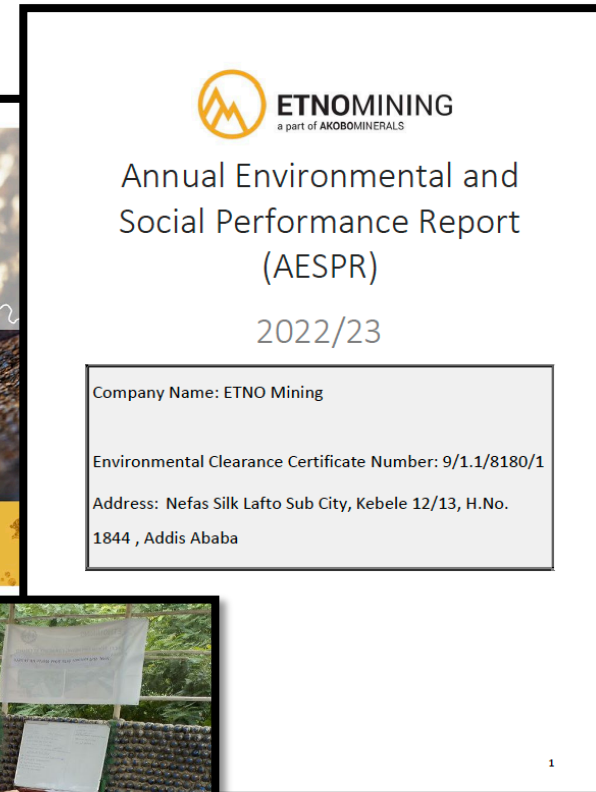 ETNOMINING
a part of AKOBOMINERALS
Annual Environmental and
Social Performance Report
(AESPR)
2022/23
Company Name: ETNO Mining
Environmental Clearance Certificate Number: 9/1.1/8180/1
Address: Nefas Silk Lafto Sub City, Kebele 12/13, H.No.
1844 , Addis Ababa
1